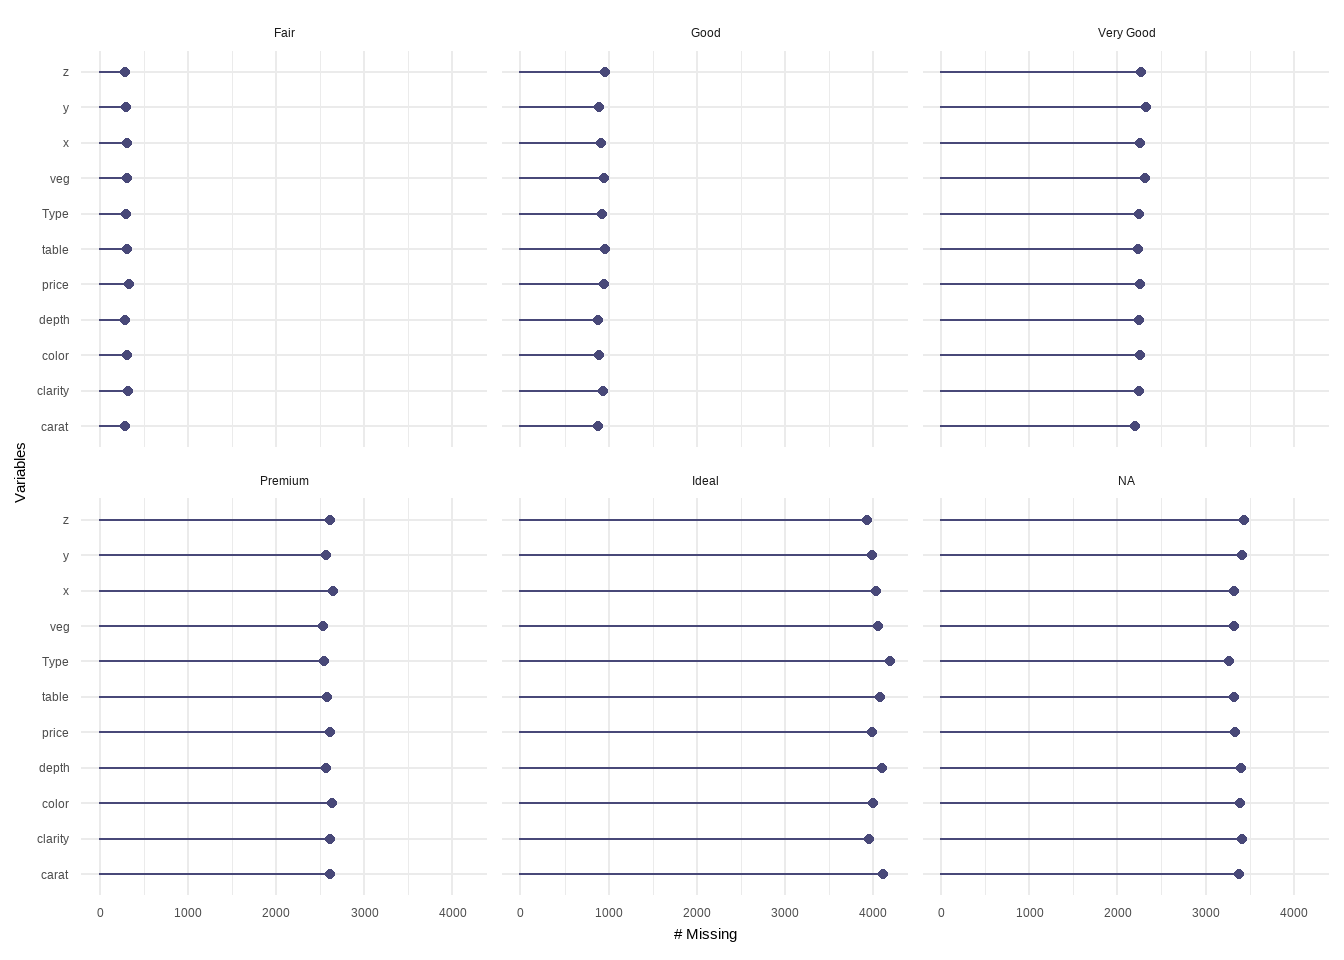 Fair
Good
Very Good
z
y
x
veg
Type
table
price
depth
color
clarity
carat
Variables
Premium
Ideal
NA
z
y
x
veg
Type
table
price
depth
color
clarity
carat
0 1000 2000 3000 4000
0 1000 2000 3000 4000
0 1000 2000 3000 4000
# Missing